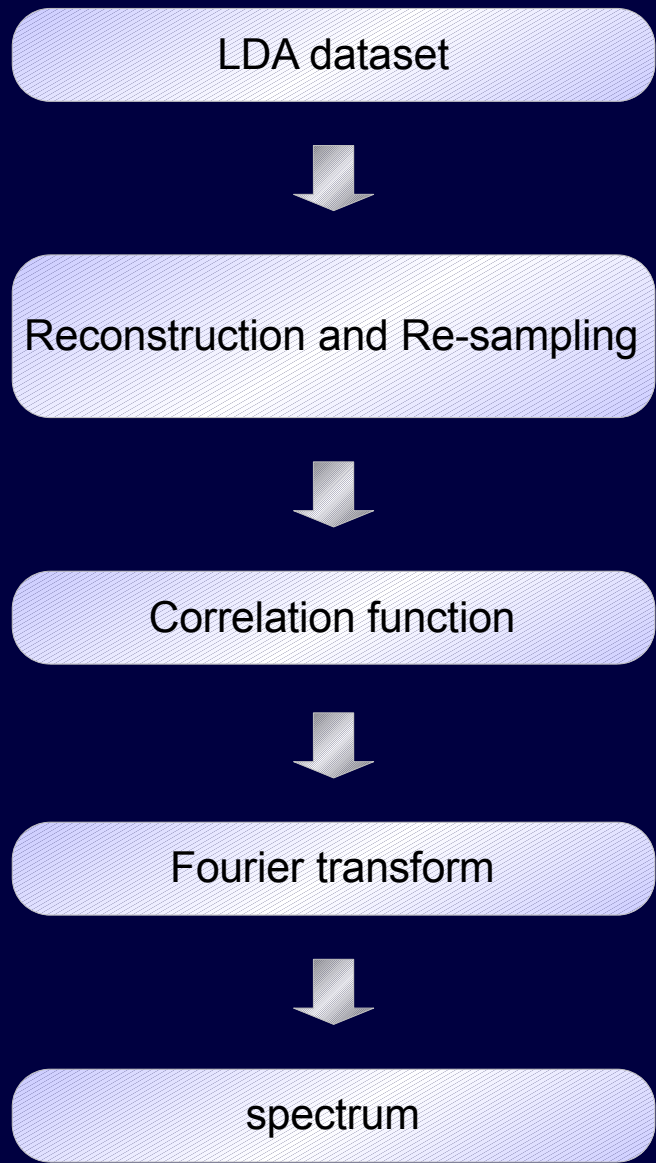 LDA dataset
Reconstruction and Re-sampling
Correlation function
Fourier transform
spectrum